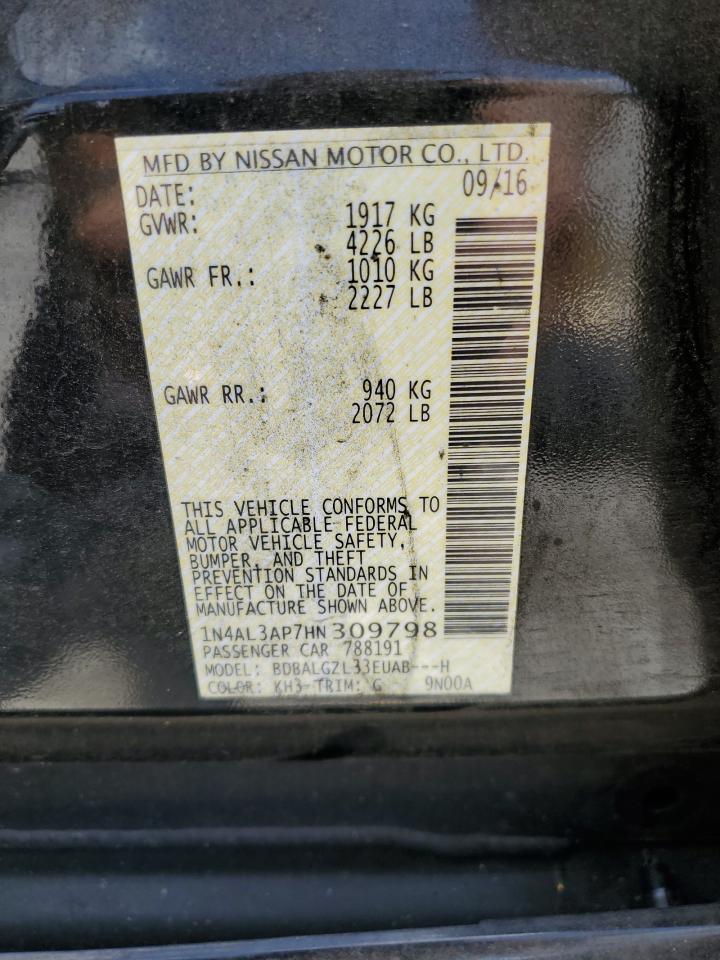 MFD BY NISSAN MOTOR CO., LTD.
DATE: 09/16
GVWR: 1917 KG
4226 LB
GAWR FR.: 1010 KG
2227 LB
GAWR RR.: 940 KG
2072 LB
THIS VEHICLE CONFORMS TO
ALL APPLICABLE FEDERAL
MOTOR VEHICLE SAFETY,
BUMPER, AND THEFT
PREVENTION STANDARDS IN
EFFECT ON THE DATE OF
MANUFACTURE SHOWN ABOVE.
1N4AL3AP7HN309798
PASSENGER CAR 788191
MODEL: BDBALGZL33EUAB---H
COLOR: KH3 TRIM: G 9N00A